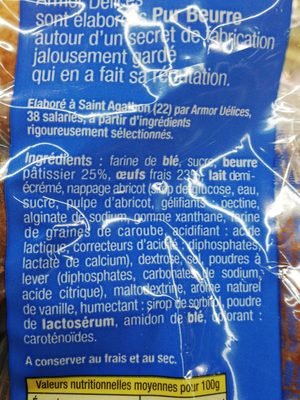 Armor Délices
sont élaborés Pur Beurre
autour d'un secret de fabrication
jalousement gardé
qui en a fait sa réputation.
Elaboré à Saint Agathon (22) par Armor Délices,
38 salariés, à partir d'ingrédients
rigoureusement sélectionnés.
Ingrédients : farine de blé, sucre, beurre
pâtissier 25%, œufs frais 23%, lait demi-
écrémé, nappage abricot (sirop de glucose, eau,
sucre, pulpe d'abricot, gélifiants : pectine,
alginate de sodium, gomme xanthane, farine
de graines de caroube, acidifiant : acide
lactique, correcteurs d'acidité : diphosphates,
lactate de calcium), dextrose, sel, poudres à
lever (diphosphates, carbonates de sodium,
acide citrique), maltodextrine, arôme naturel
de vanille, humectant : sirop de sorbitol, poudre
de lactosérum, amidon de blé, colorant :
caroténoïdes.
A conserver au frais et au sec.
Valeurs nutritionnelles moyennes pour 100g